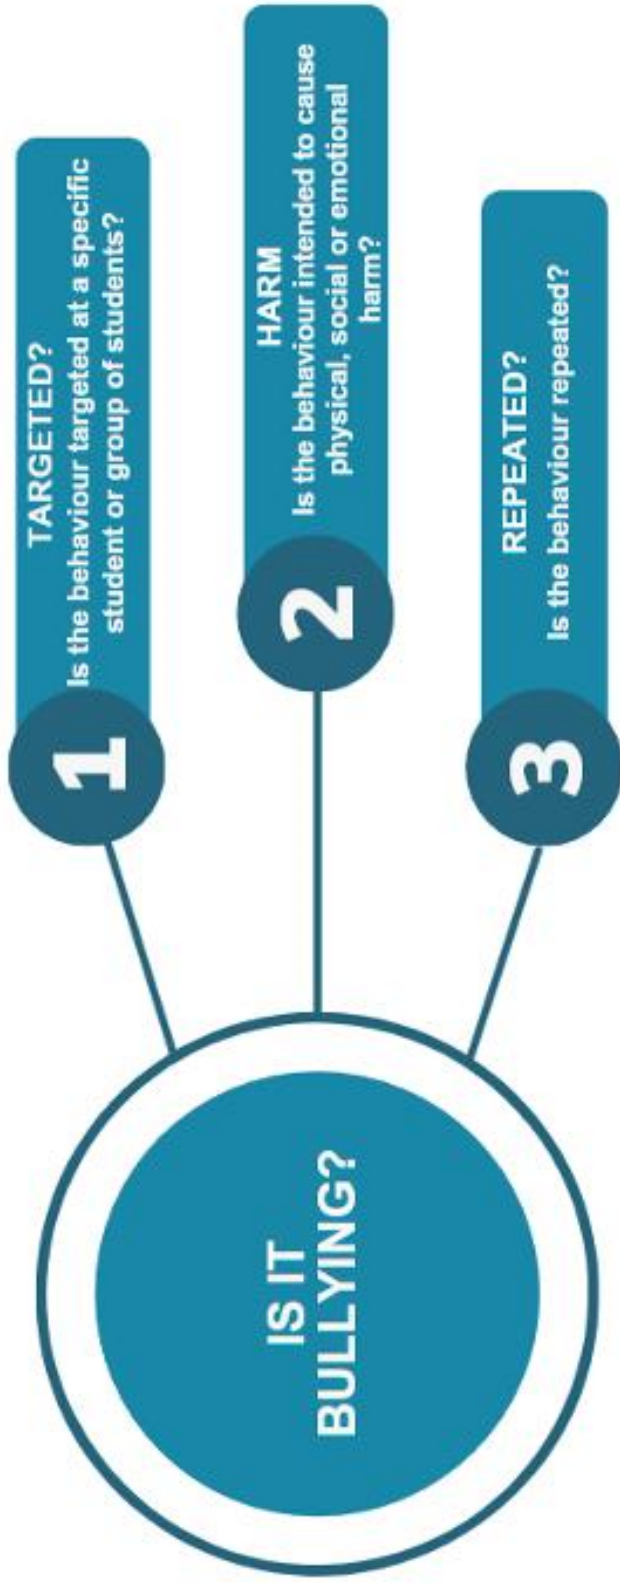 IS IT
BULLYING?
1
TARGETED?
Is the behaviour targeted at a specific
student or group of students?
2
HARM
Is the behaviour intended to cause
physical, social or emotional
harm?
3
REPEATED?
Is the behaviour repeated?